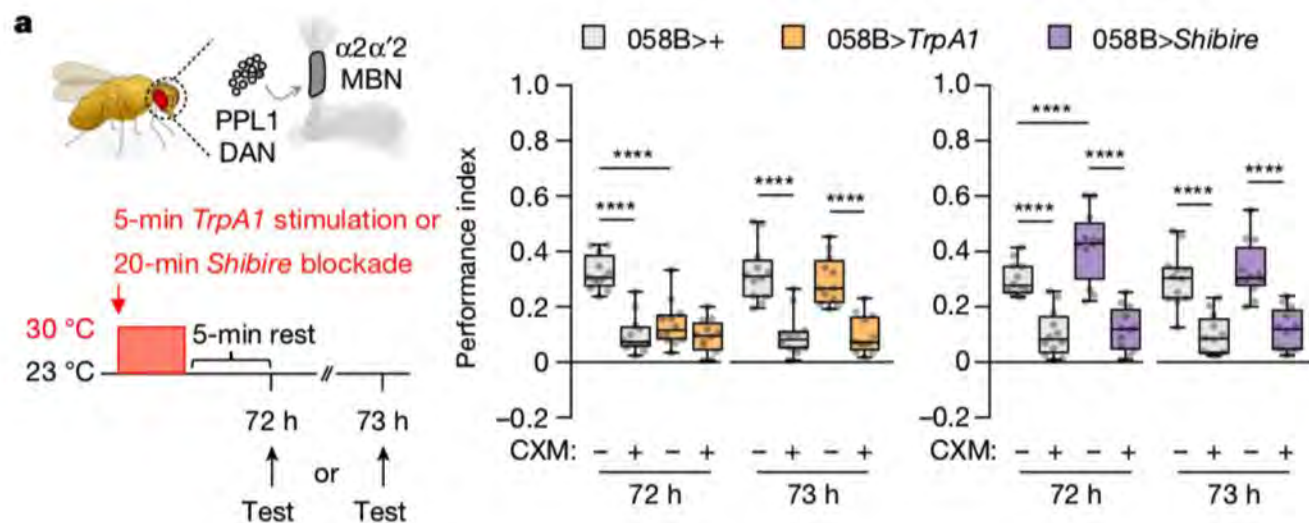 a
α2α′2
MBN
PPL1
DAN
5-min TrpA1 stimulation or
20-min Shibire blockade
30 °C
23 °C
5-min rest
//
72 h
73 h
or
Test
Test
058B>+
058B>TrpA1
058B>Shibire
Performance index
1.0
0.8
0.6
0.4
0.2
0
–0.2
****
****
****
****
CXM:
– + – +
– + – +
72 h
73 h
1.0
0.8
0.6
0.4
0.2
0
–0.2
****
****
****
****
****
CXM:
– + – +
– + – +
72 h
73 h